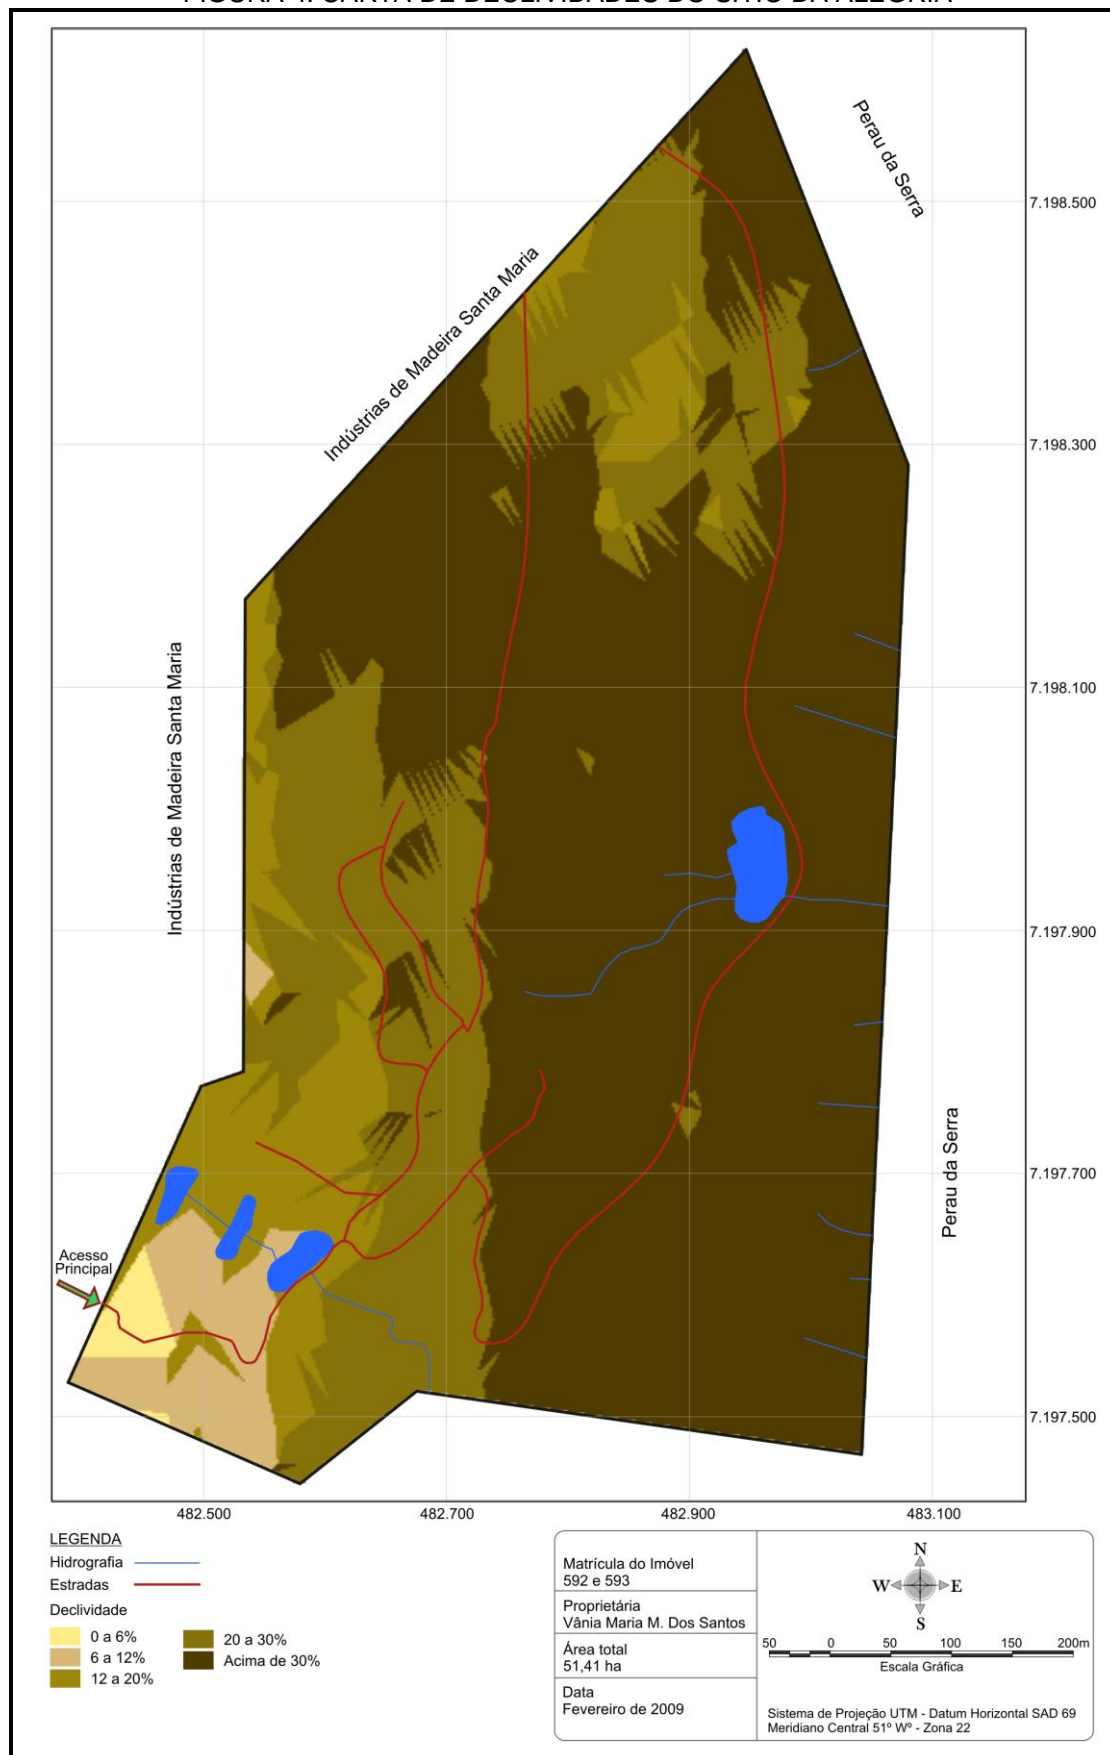 FIGURA 4: CARTA DE DECLIVIDADES DO SÍTIO DA ALEGRIA
Perau da Serra
7.198.500
Indústrias de Madeira Santa Maria
7.198.300
Indústrias de Madeira Santa Maria
7.198.100
7.197.900
Perau da Serra
7.197.700
Acesso
Principal
7.197.500
482.500
482.700
482.900
483.100
LEGENDA
Hidrografia
Estradas
Declividade
0 a 6%
6 a 12%
12 a 20%
20 a 30%
Acima de 30%
Matrícula do Imóvel
592 e 593
Proprietária
Vânia Maria M. Dos Santos
Área total
51,41 ha
Data
Fevereiro de 2009
N
W
E
S
50 0 50 100 150 200m
Escala Gráfica
Sistema de Projeção UTM - Datum Horizontal SAD 69
Meridiano Central 51º Wº - Zona 22